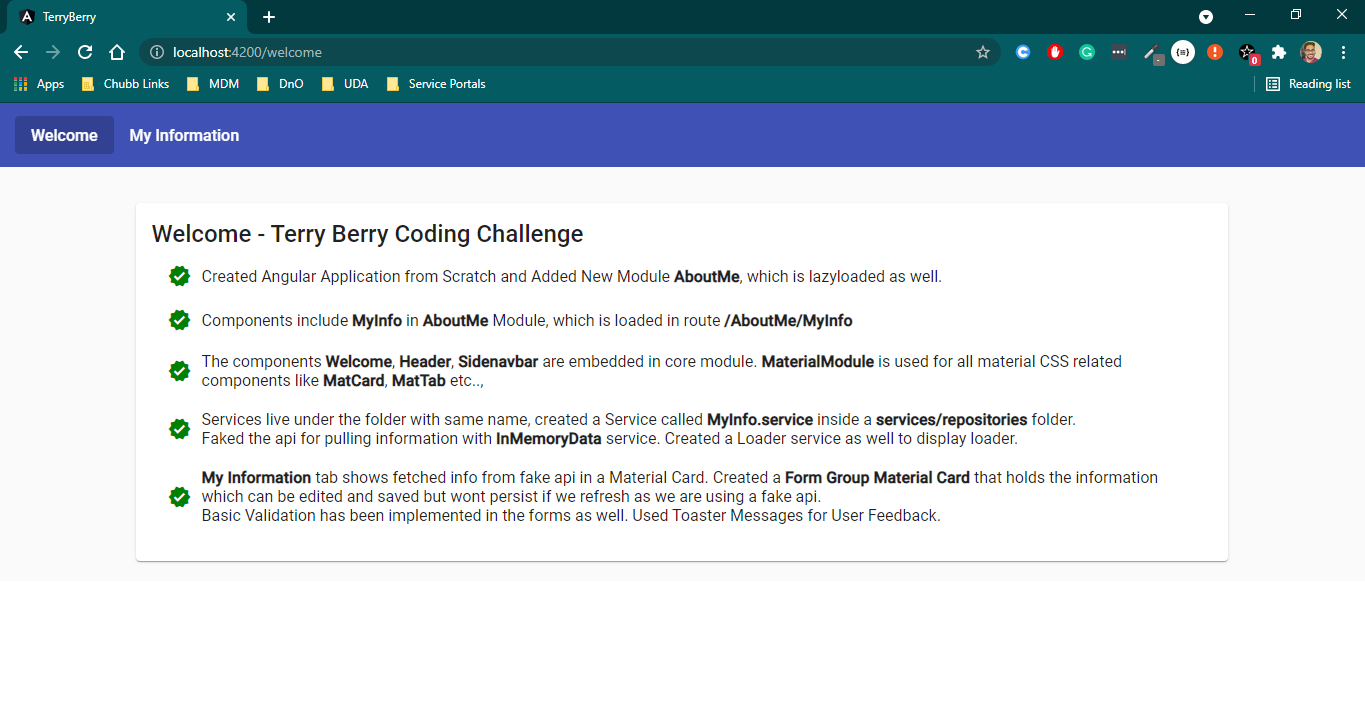 TerryBerry
localhost:4200/welcome
0
Apps Chubb Links MDM DnO UDA Service Portals Reading list
Welcome My Information
Welcome - Terry Berry Coding Challenge
Created Angular Application from Scratch and Added New Module AboutMe, which is lazyloaded as well.
Components include MyInfo in AboutMe Module, which is loaded in route /AboutMe/MyInfo
The components Welcome, Header, Sidenavbar are embedded in core module. MaterialModule is used for all material CSS related
components like MatCard, MatTab etc..,
Services live under the folder with same name, created a Service called MyInfo.service inside a services/repositories folder.
Faked the api for pulling information with InMemoryData service. Created a Loader service as well to display loader.
My Information tab shows fetched info from fake api in a Material Card. Created a Form Group Material Card that holds the information
which can be edited and saved but wont persist if we refresh as we are using a fake api.
Basic Validation has been implemented in the forms as well. Used Toaster Messages for User Feedback.